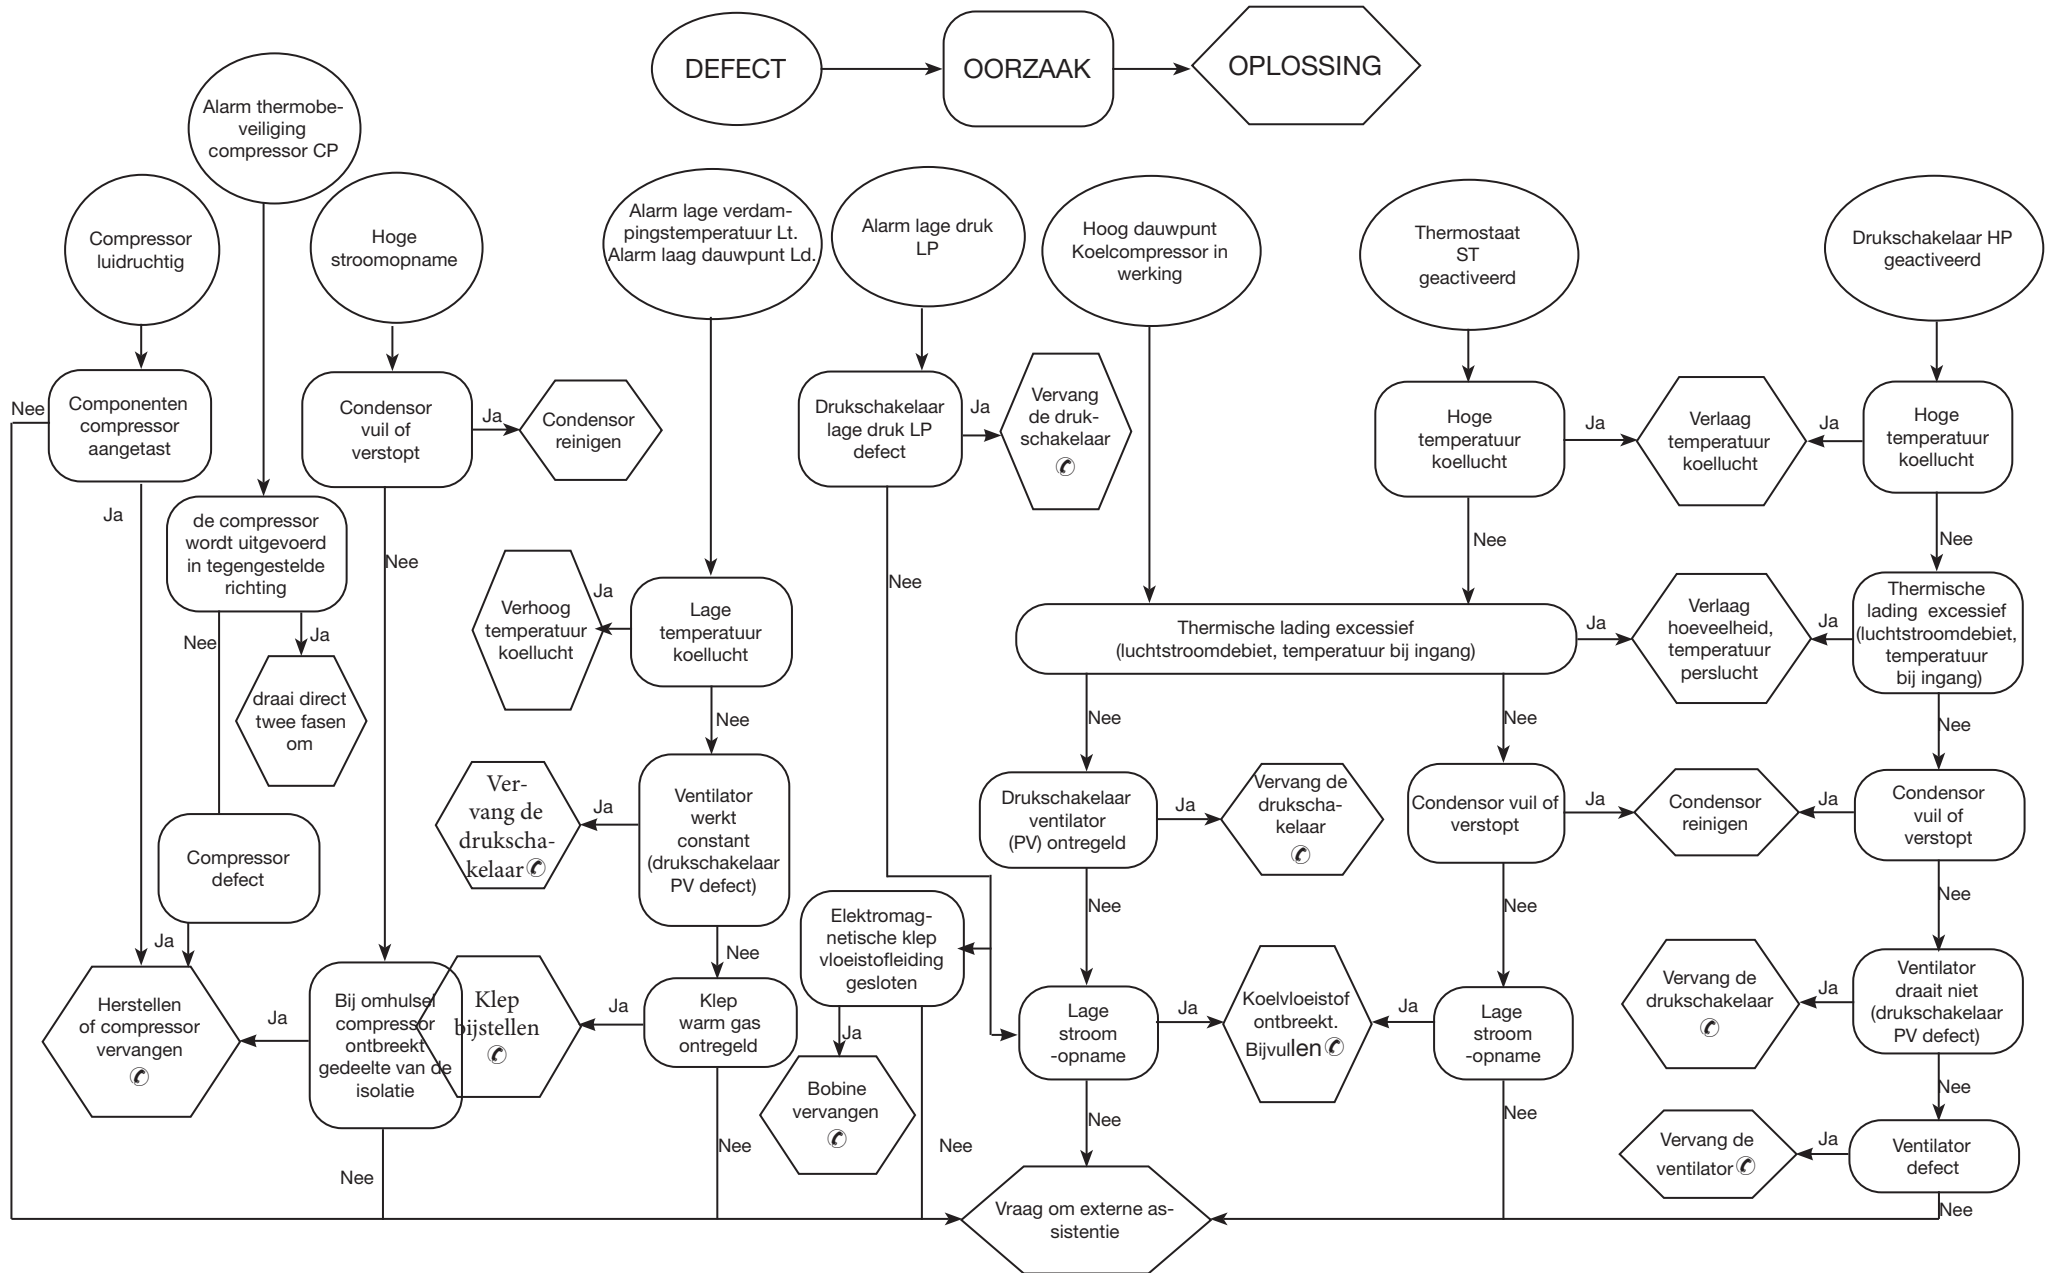 DEFECT
OORZAAK
OPLOSSING
Alarm thermobe-
veiliging
compressor CP
Compressor
luidruchtig
Hoge
stroomopname
Alarm lage verdam-
pingstemperatuur Lt.
Alarm laag dauwpunt Ld.
Alarm lage druk
LP
Hoog dauwpunt
Koelcompressor in
werking
Thermostaat
ST
geactiveerd
Drukschakelaar HP
geactiveerd
Nee
Componenten
compressor
aangetast
Condensor
vuil of
verstopt
Ja
Condensor
reinigen
Drukschakelaar
lage druk LP
defect
Ja
Vervang
de druk-
schakelaar
Hoge
temperatuur
koellucht
Ja
Verlaag
temperatuur
koellucht
Ja
Hoge
temperatuur
koellucht
Ja
de compressor
wordt uitgevoerd
in tegengestelde
richting
Nee
Nee
Nee
Nee
Verhoog
temperatuur
koellucht
Ja
Lage
temperatuur
koellucht
Nee
Ja
draai direct
twee fasen
om
Thermische lading excessief
(luchtstroomdebiet, temperatuur bij ingang)
Ja
Verlaag
hoeveelheid,
temperatuur
perslucht
Ja
Thermische
lading excessief
(luchtstroomdebiet,
temperatuur
bij ingang)
Nee
Nee
Nee
Nee
Ver-
vang de
drukscha-
kelaar
Ja
Ventilator
werkt
constant
(drukschakelaar
PV defect)
Drukschakelaar
ventilator
(PV) ontregeld
Ja
Vervang de
drukscha-
kelaar
Condensor vuil of
verstopt
Ja
Condensor
reinigen
Ja
Condensor
vuil of
verstopt
Compressor
defect
Ja
Nee
Elektromag-
netische klep
vloeistofleiding
gesloten
Nee
Nee
Nee
Herstellen
of compressor
vervangen
Ja
Bij omhulsel
compressor
ontbreekt
gedeelte van de
isolatie
Klep
bijstellen
Ja
Klep
warm gas
ontregeld
Ja
Bobine
vervangen
Lage
stroom
-opname
Ja
Koelvloeistof
ontbreekt.
Bijvullen
Ja
Lage
stroom
-opname
Vervang de
drukschakelaar
Ja
Ventilator
draait niet
(drukschakelaar
PV defect)
Nee
Nee
Nee
Nee
Nee
Nee
Vervang de
ventilator
Ja
Ventilator
defect
Vraag om externe as-
sistentie
Nee